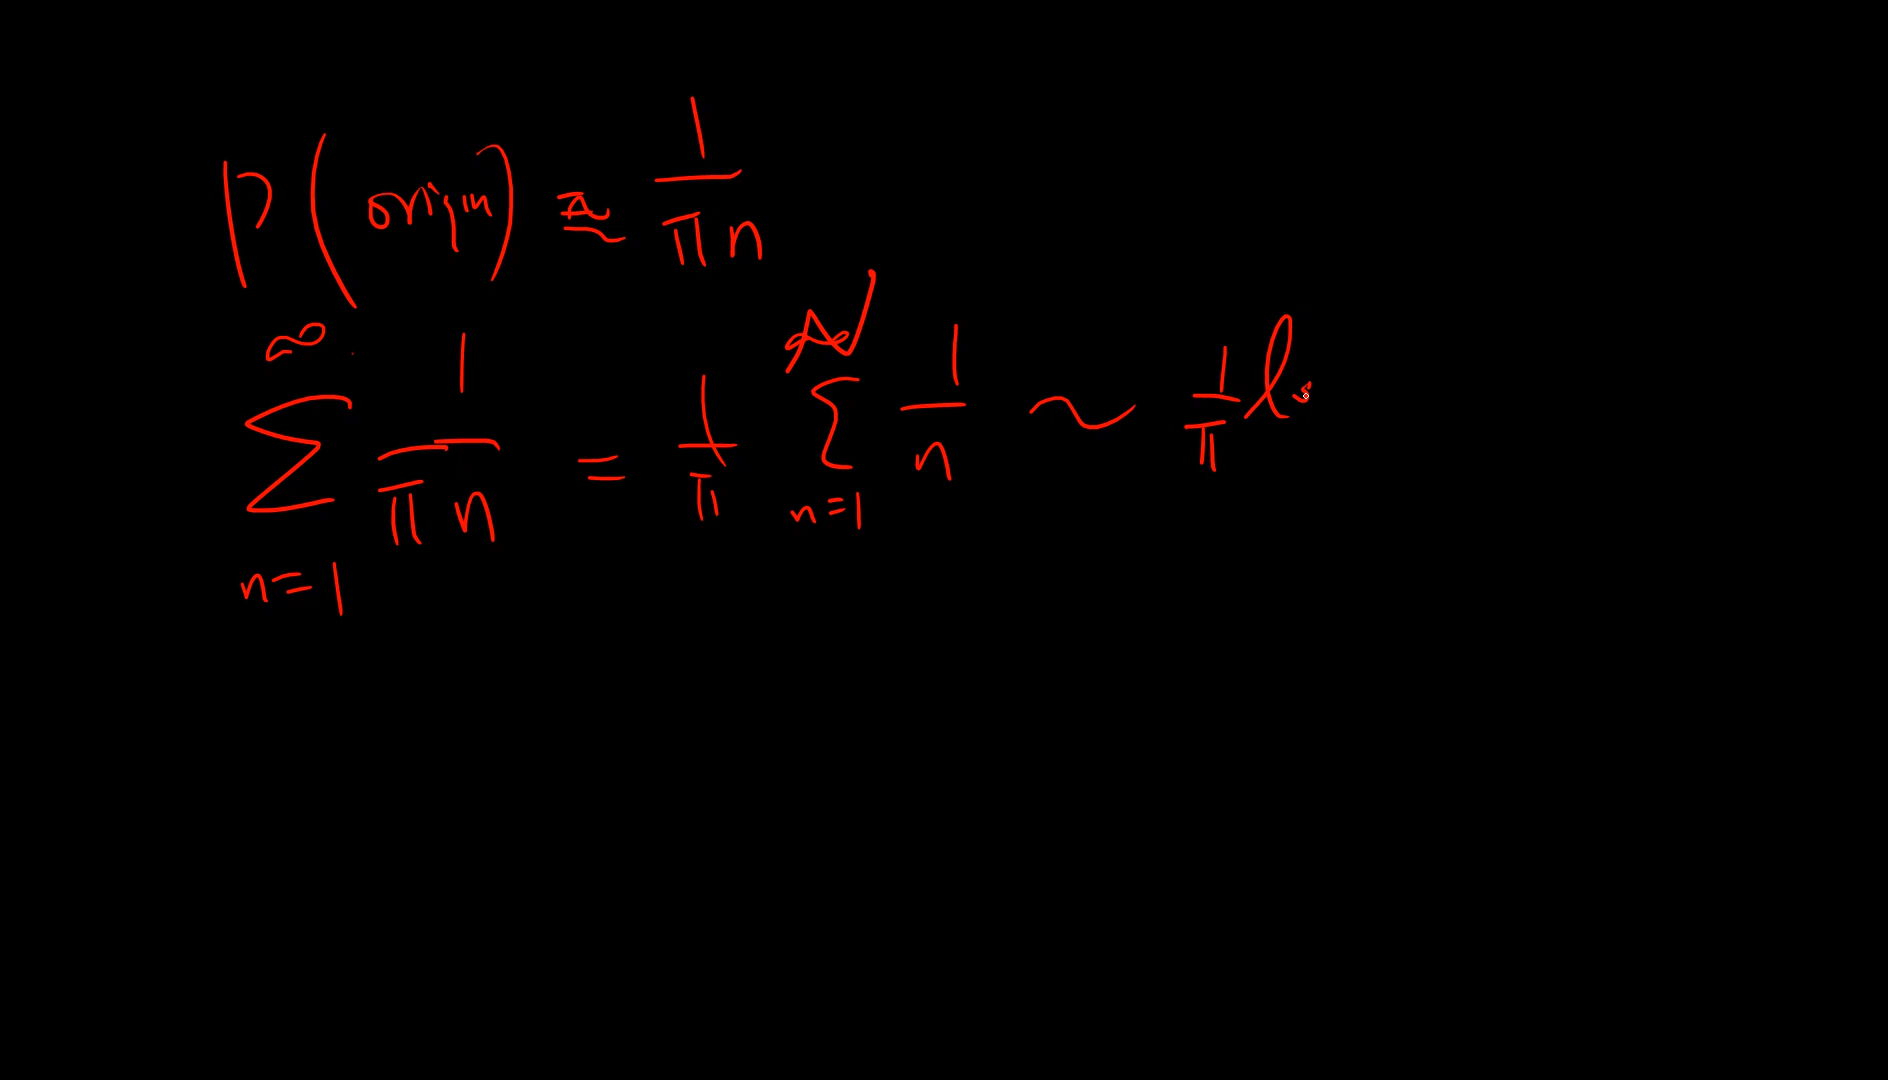 P(origin) ≈ 1/πn
∞ Σ n=1 1/πn = 1/π N Σ n=1 1/n ~ 1/π l